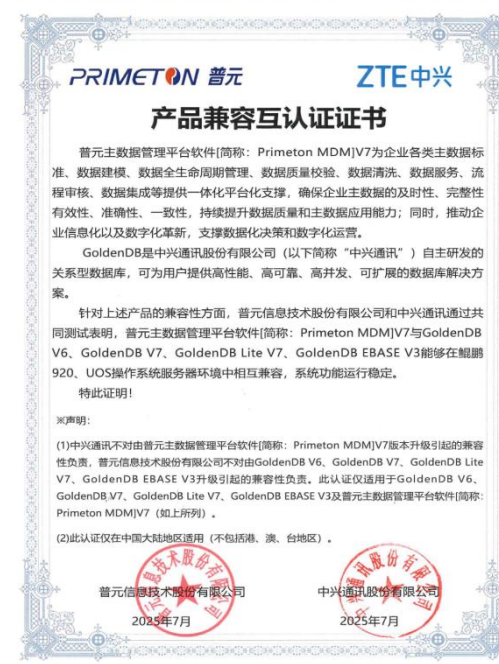 PRIMETON 普元
ZTE中兴
产品兼容互认证证书
普元主数据管理平台软件[简称：Primeton MDM]V7为企业各类主数据标
准、数据建模、数据全生命周期管理、数据质量校验、数据清洗、数据服务、流
程审核、数据集成等提供一体化平台化支撑，确保企业主数据的及时性、完整性
有效性、准确性、一致性，持续提升数据质量和主数据应用能力；同时，推动企
业信息化以及数字化革新，支撑数据化决策和数字化运营。
GoldenDB是中兴通讯股份有限公司（以下简称“中兴通讯”）自主研发的
关系型数据库，可为用户提供高性能、高可靠、高并发、可扩展的数据库解决方
案。
针对上述产品的兼容性方面，普元信息技术股份有限公司和中兴通讯通过共
同测试表明，普元主数据管理平台软件[简称：Primeton MDM]V7与GoldenDB
V6、GoldenDB V7、GoldenDB Lite V7、GoldenDB EBASE V3能够在鲲鹏
920、UOS操作系统服务器环境中相互兼容，系统功能运行稳定。
特此证明！
※声明：
(1)中兴通讯不对由普元主数据管理平台软件[简称：Primeton MDM]V7版本升级引起的兼容
性负责，普元信息技术股份有限公司不对由GoldenDB V6、GoldenDB V7、GoldenDB Lite
V7、GoldenDB EBASE V3升级引起的兼容性负责。此认证仅适用于GoldenDB V6、
GoldenDB V7、GoldenDB Lite V7、GoldenDB EBASE V3及普元主数据管理平台软件[简称:
Primeton MDM]V7（如上所列）。
(2)此认证仅在中国大陆地区适用（不包括港、澳、台地区）。
普元信息技术股份有限公司
中兴通讯股份有限公司
2025年7月
2025年7月